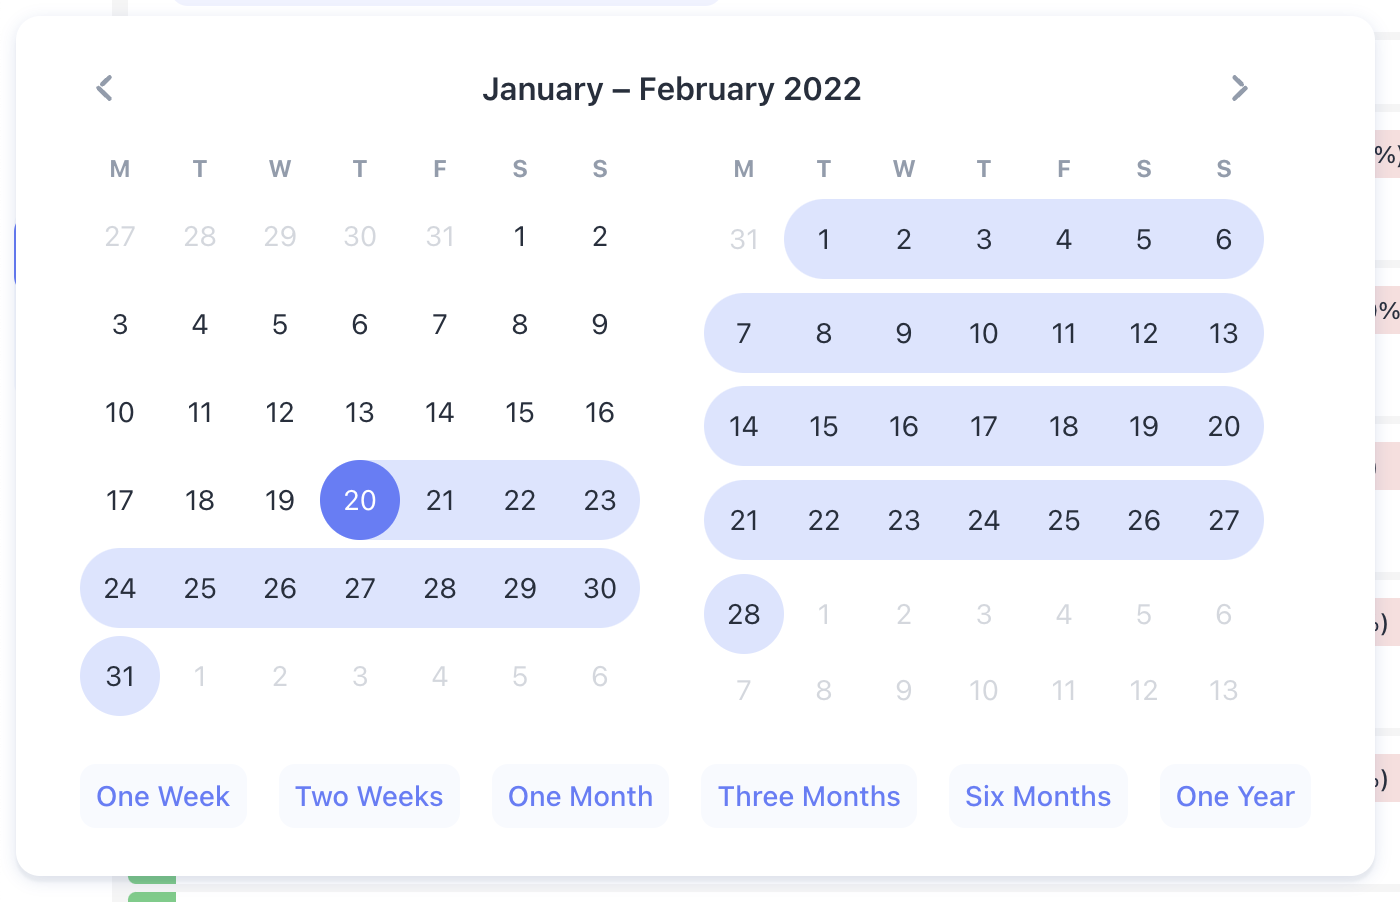 January – February 2022
M T W T F S S
27 28 29 30 31 1 2
3 4 5 6 7 8 9
10 11 12 13 14 15 16
17 18 19 20 21 22 23
24 25 26 27 28 29 30
31 1 2 3 4 5 6
M T W T F S S
31 1 2 3 4 5 6
7 8 9 10 11 12 13
14 15 16 17 18 19 20
21 22 23 24 25 26 27
28 1 2 3 4 5 6
7 8 9 10 11 12 13
One Week Two Weeks One Month Three Months Six Months One Year
%)